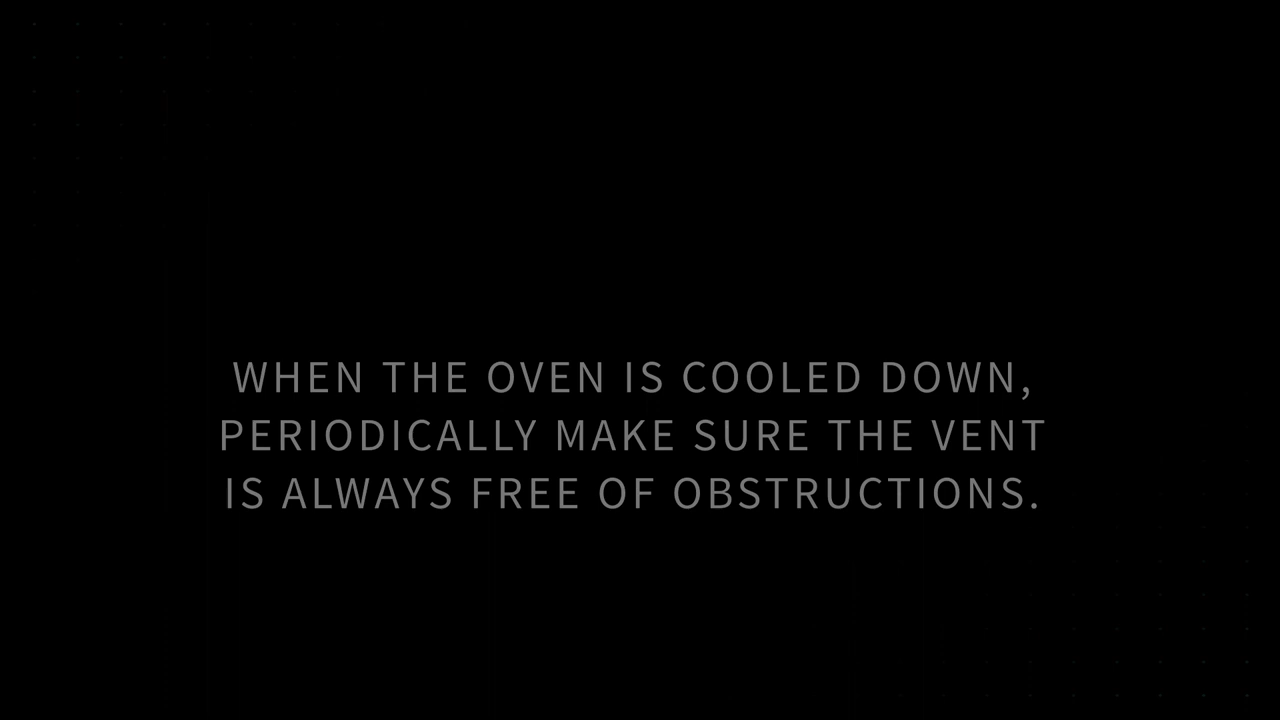 WHEN THE OVEN IS COOLED DOWN,
PERIODICALLY MAKE SURE THE VENT
IS ALWAYS FREE OF OBSTRUCTIONS.